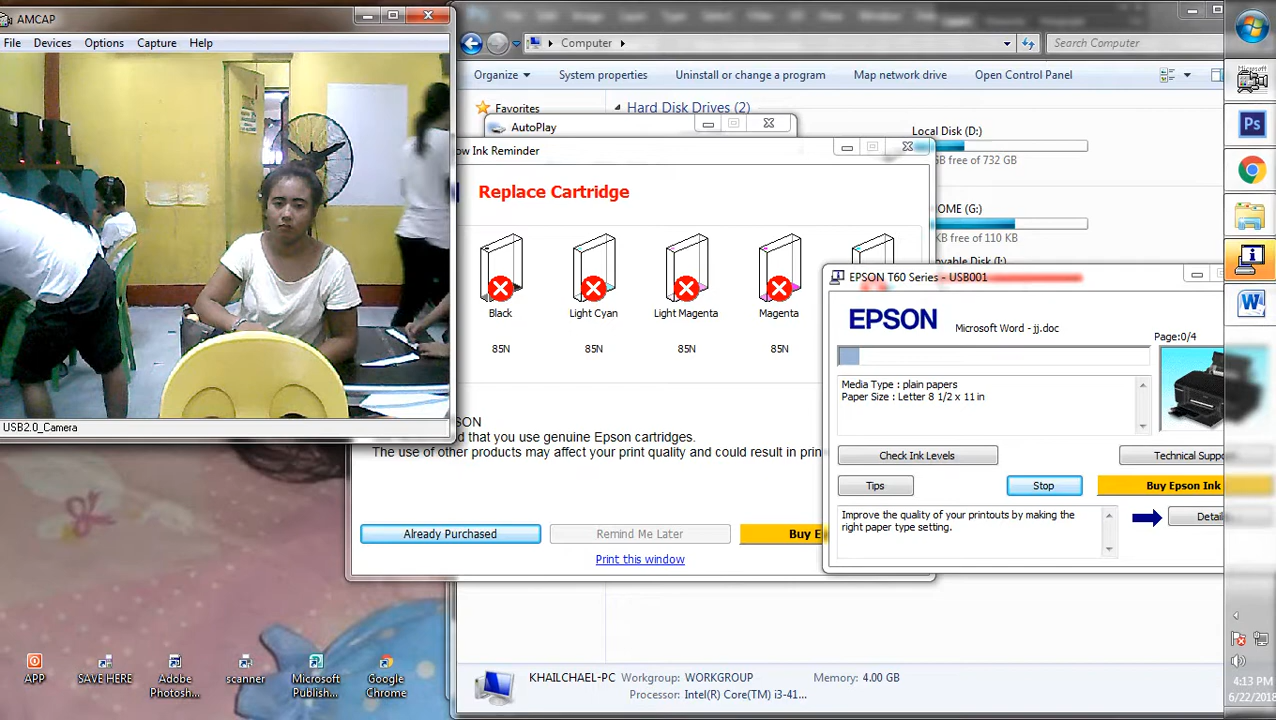 AMCAP
File Devices Options Capture Help
USB2.0_Camera
Computer
Search Computer
Organize System properties Uninstall or change a program Map network drive Open Control Panel
Favorites
Hard Disk Drives (2)
AutoPlay
Local Disk (D:)
free of 732 GB
OME (G:)
free of 110 KB
vable Disk (I:)
ow Ink Reminder
Replace Cartridge
Black Light Cyan Light Magenta Magenta
85N 85N 85N 85N
SON
d that you use genuine Epson cartridges.
The use of other products may affect your print quality and could result in prin
Already Purchased Remind Me Later Buy E
Print this window
EPSON T60 Series - USB001
EPSON Microsoft Word - jj.doc Page:0/4
Media Type : plain papers
Paper Size : Letter 8 1/2 x 11 in
Check Ink Levels Technical Suppo
Tips Stop Buy Epson Ink
Improve the quality of your printouts by making the
right paper type setting.
Detail
KHAILCHAEL-PC Workgroup: WORKGROUP Memory: 4.00 GB
Processor: Intel(R) Core(TM) i3-41...
APP SAVE HERE Adobe Photosh... scanner Microsoft Publish... Google Chrome
Microsoft
Ps
W
4:13 PM
6/22/2018